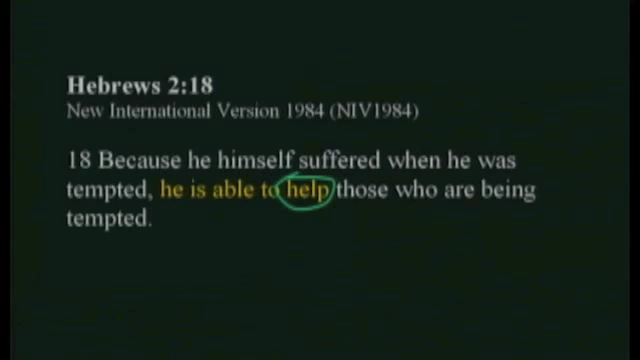 Hebrews 2:18
New International Version 1984 (NIV1984)
18 Because he himself suffered when he was
tempted, he is able to help those who are being
tempted.